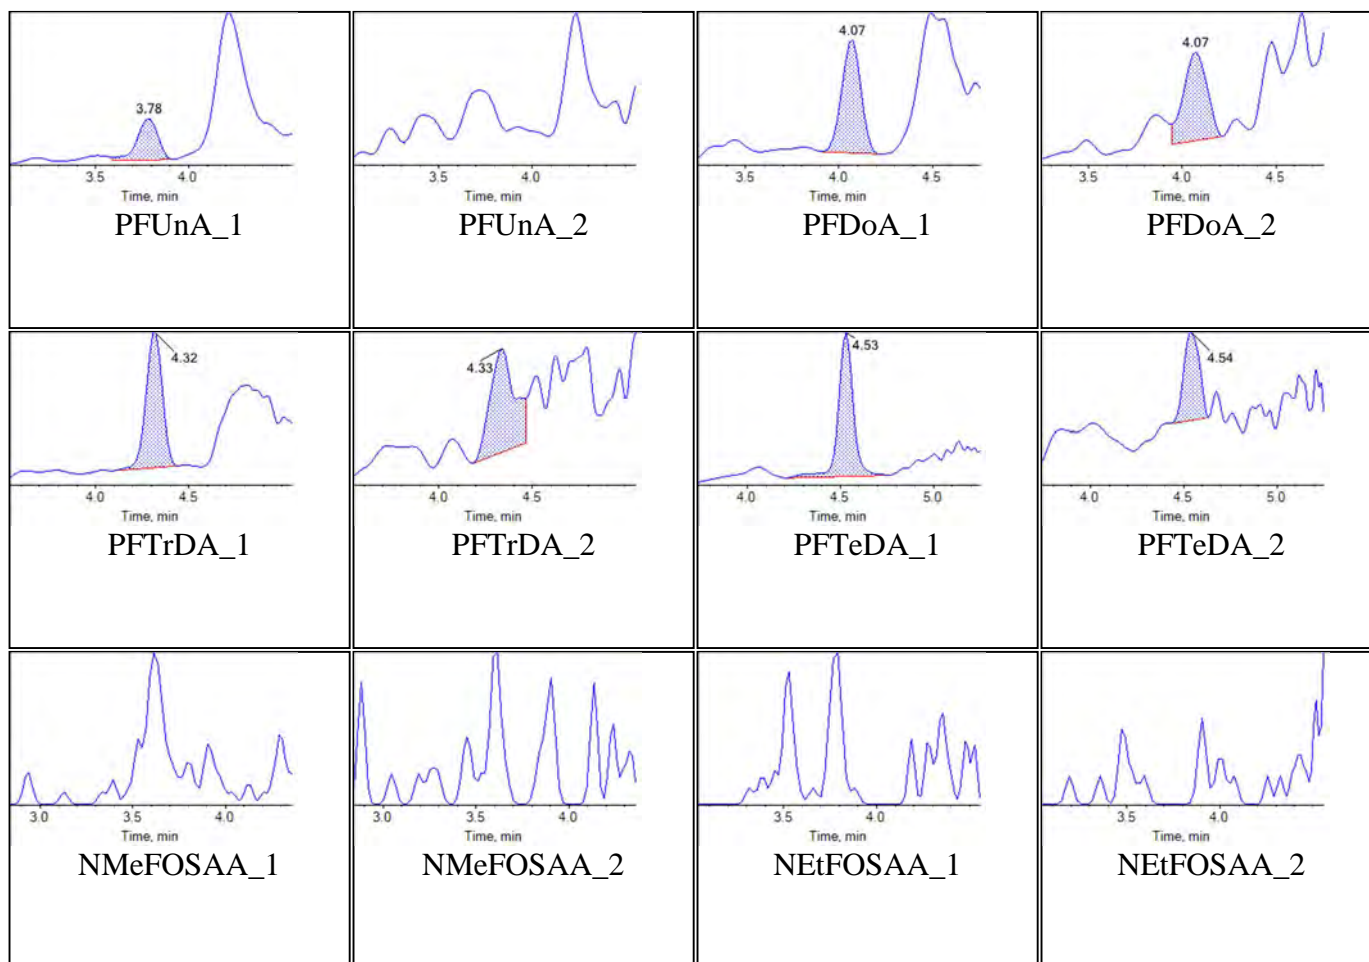 3.78
3.5 4.0
Time, min
PFUnA_1
3.5 4.0
Time, min
PFUnA_2
4.07
3.5 4.0 4.5
Time, min
PFDoA_1
4.07
3.5 4.0 4.5
Time, min
PFDoA_2
4.32
4.0 4.5
Time, min
PFTrDA_1
4.33
4.0 4.5
Time, min
PFTrDA_2
4.53
4.0 4.5 5.0
Time, min
PFTeDA_1
4.54
4.0 4.5 5.0
Time, min
PFTeDA_2
3.0 3.5 4.0
Time, min
NMeFOSAA_1
3.0 3.5 4.0
Time, min
NMeFOSAA_2
3.5 4.0
Time, min
NEtFOSAA_1
3.5 4.0
Time, min
NEtFOSAA_2